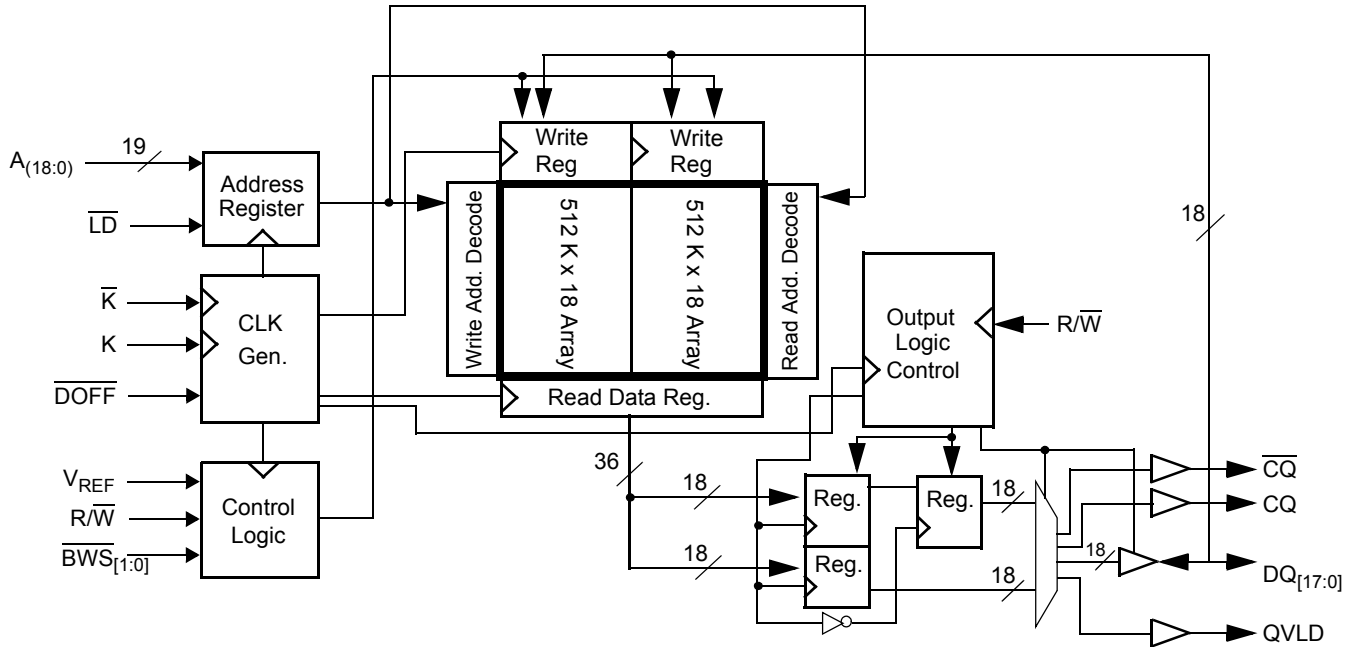 A(18:0)
19
LD
K
K
DOFF
VREF
R/W
BWS[1:0]
Address
Register
CLK
Gen.
Control
Logic
Write
Reg
Write
Reg
Write Add. Decode
512 K x 18 Array
512 K x 18 Array
Read Add. Decode
Read Data Reg.
36
18
18
Output
Logic
Control
R/W
18
Reg.
Reg.
Reg.
18
18
18
CQ
CQ
DQ[17:0]
QVLD